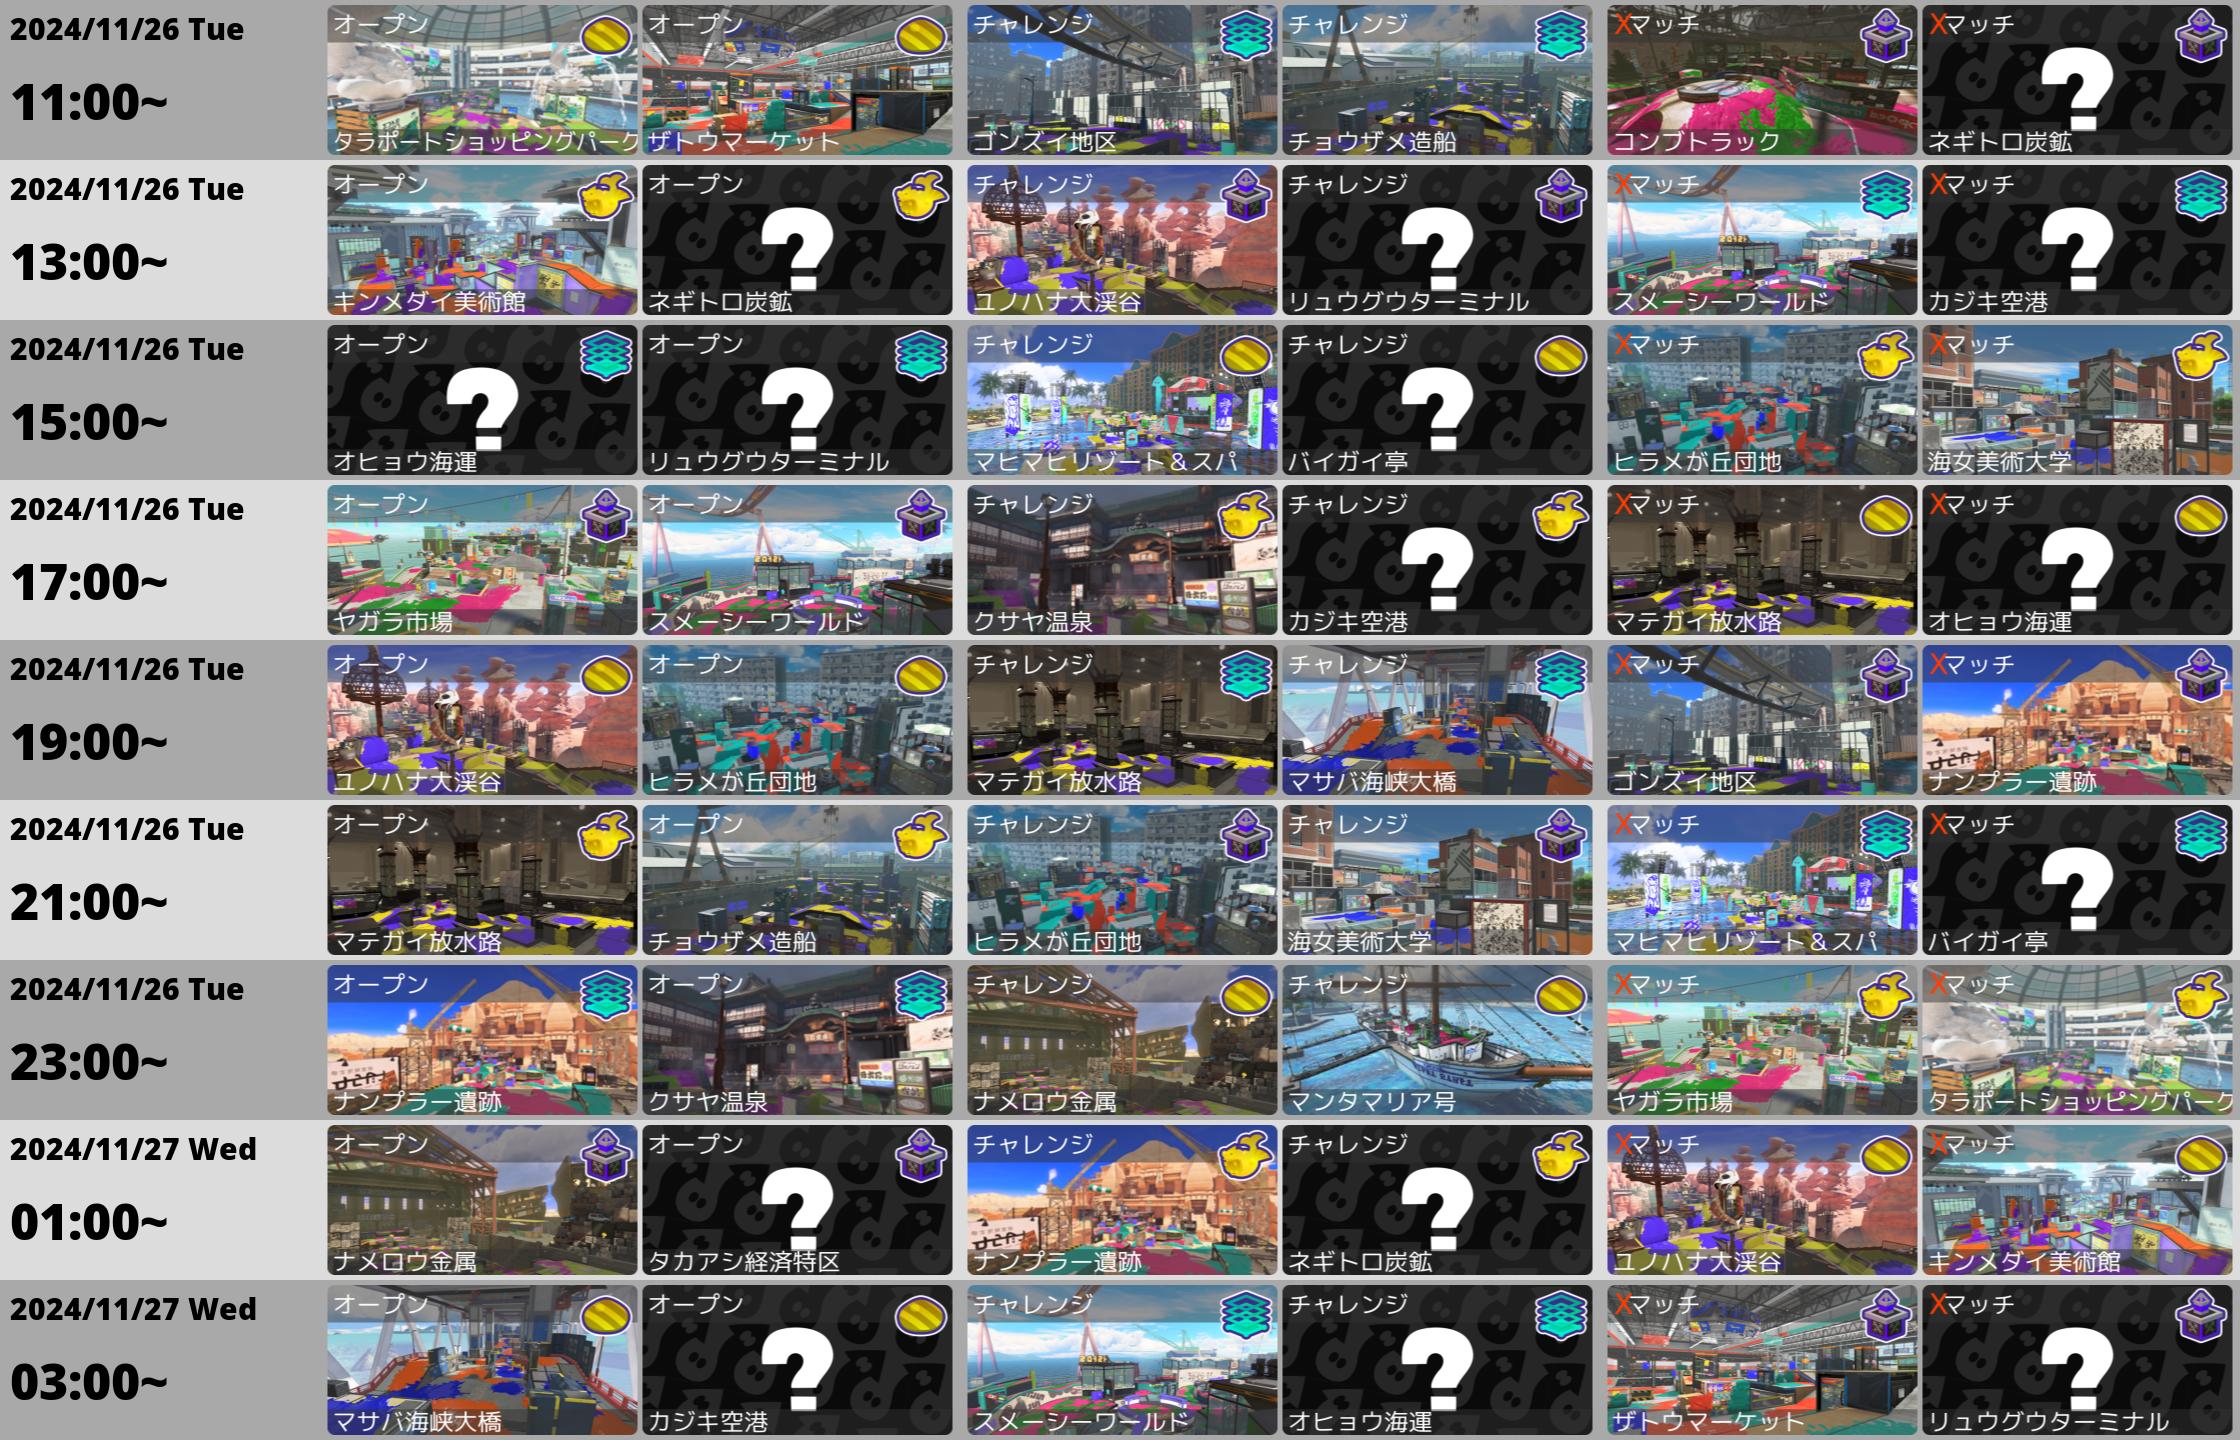 2024/11/26 Tue
11:00~
オープン
タラポートショッピングパーク
オープン
ザトウマーケット
チャレンジ
ゴンズイ地区
チャレンジ
チョウザメ造船
Xマッチ
コンブトラック
Xマッチ
ネギトロ炭鉱
2024/11/26 Tue
13:00~
オープン
キンメダイ美術館
オープン
ネギトロ炭鉱
チャレンジ
ユノハナ大渓谷
チャレンジ
リュウグウターミナル
Xマッチ
スメーシーワールド
Xマッチ
カジキ空港
2024/11/26 Tue
15:00~
オープン
オヒョウ海運
オープン
リュウグウターミナル
チャレンジ
マヒマヒリゾート＆スパ
チャレンジ
バイガイ亭
Xマッチ
ヒラメが丘団地
Xマッチ
海女美術大学
2024/11/26 Tue
17:00~
オープン
ヤガラ市場
オープン
スメーシーワールド
チャレンジ
クサヤ温泉
チャレンジ
カジキ空港
Xマッチ
マテガイ放水路
Xマッチ
オヒョウ海運
2024/11/26 Tue
19:00~
オープン
ユノハナ大渓谷
オープン
ヒラメが丘団地
チャレンジ
マテガイ放水路
チャレンジ
マサバ海峡大橋
Xマッチ
ゴンズイ地区
Xマッチ
ナンプラー遺跡
2024/11/26 Tue
21:00~
オープン
マテガイ放水路
オープン
チョウザメ造船
チャレンジ
ヒラメが丘団地
チャレンジ
海女美術大学
Xマッチ
マヒマヒリゾート＆スパ
Xマッチ
バイガイ亭
2024/11/26 Tue
23:00~
オープン
ナンプラー遺跡
オープン
クサヤ温泉
チャレンジ
ナメロウ金属
チャレンジ
マンタマリア号
Xマッチ
ヤガラ市場
Xマッチ
タラポートショッピングパーク
2024/11/27 Wed
01:00~
オープン
ナメロウ金属
オープン
タカアシ経済特区
チャレンジ
ナンプラー遺跡
チャレンジ
ネギトロ炭鉱
Xマッチ
ユノハナ大渓谷
Xマッチ
キンメダイ美術館
2024/11/27 Wed
03:00~
オープン
マサバ海峡大橋
オープン
カジキ空港
チャレンジ
スメーシーワールド
チャレンジ
オヒョウ海運
Xマッチ
ザトウマーケット
Xマッチ
リュウグウターミナル